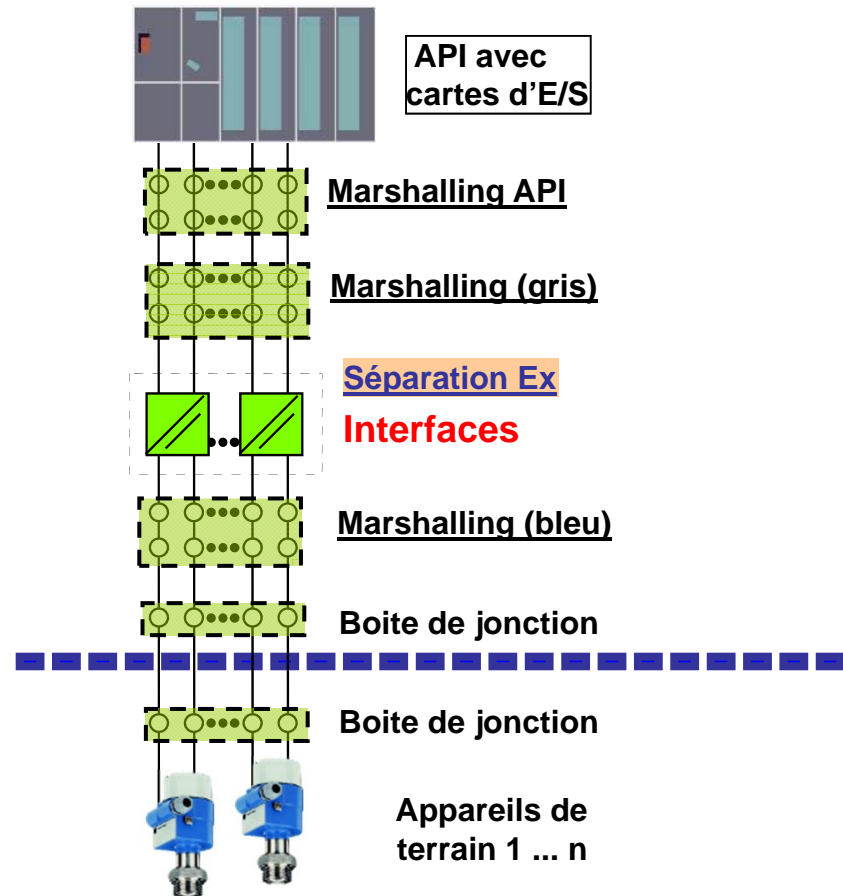 API avec
cartes d’E/S
Marshalling API
Marshalling (gris)
Séparation Ex
Interfaces
Marshalling (bleu)
Boite de jonction
Boite de jonction
Appareils de
terrain 1 ... n